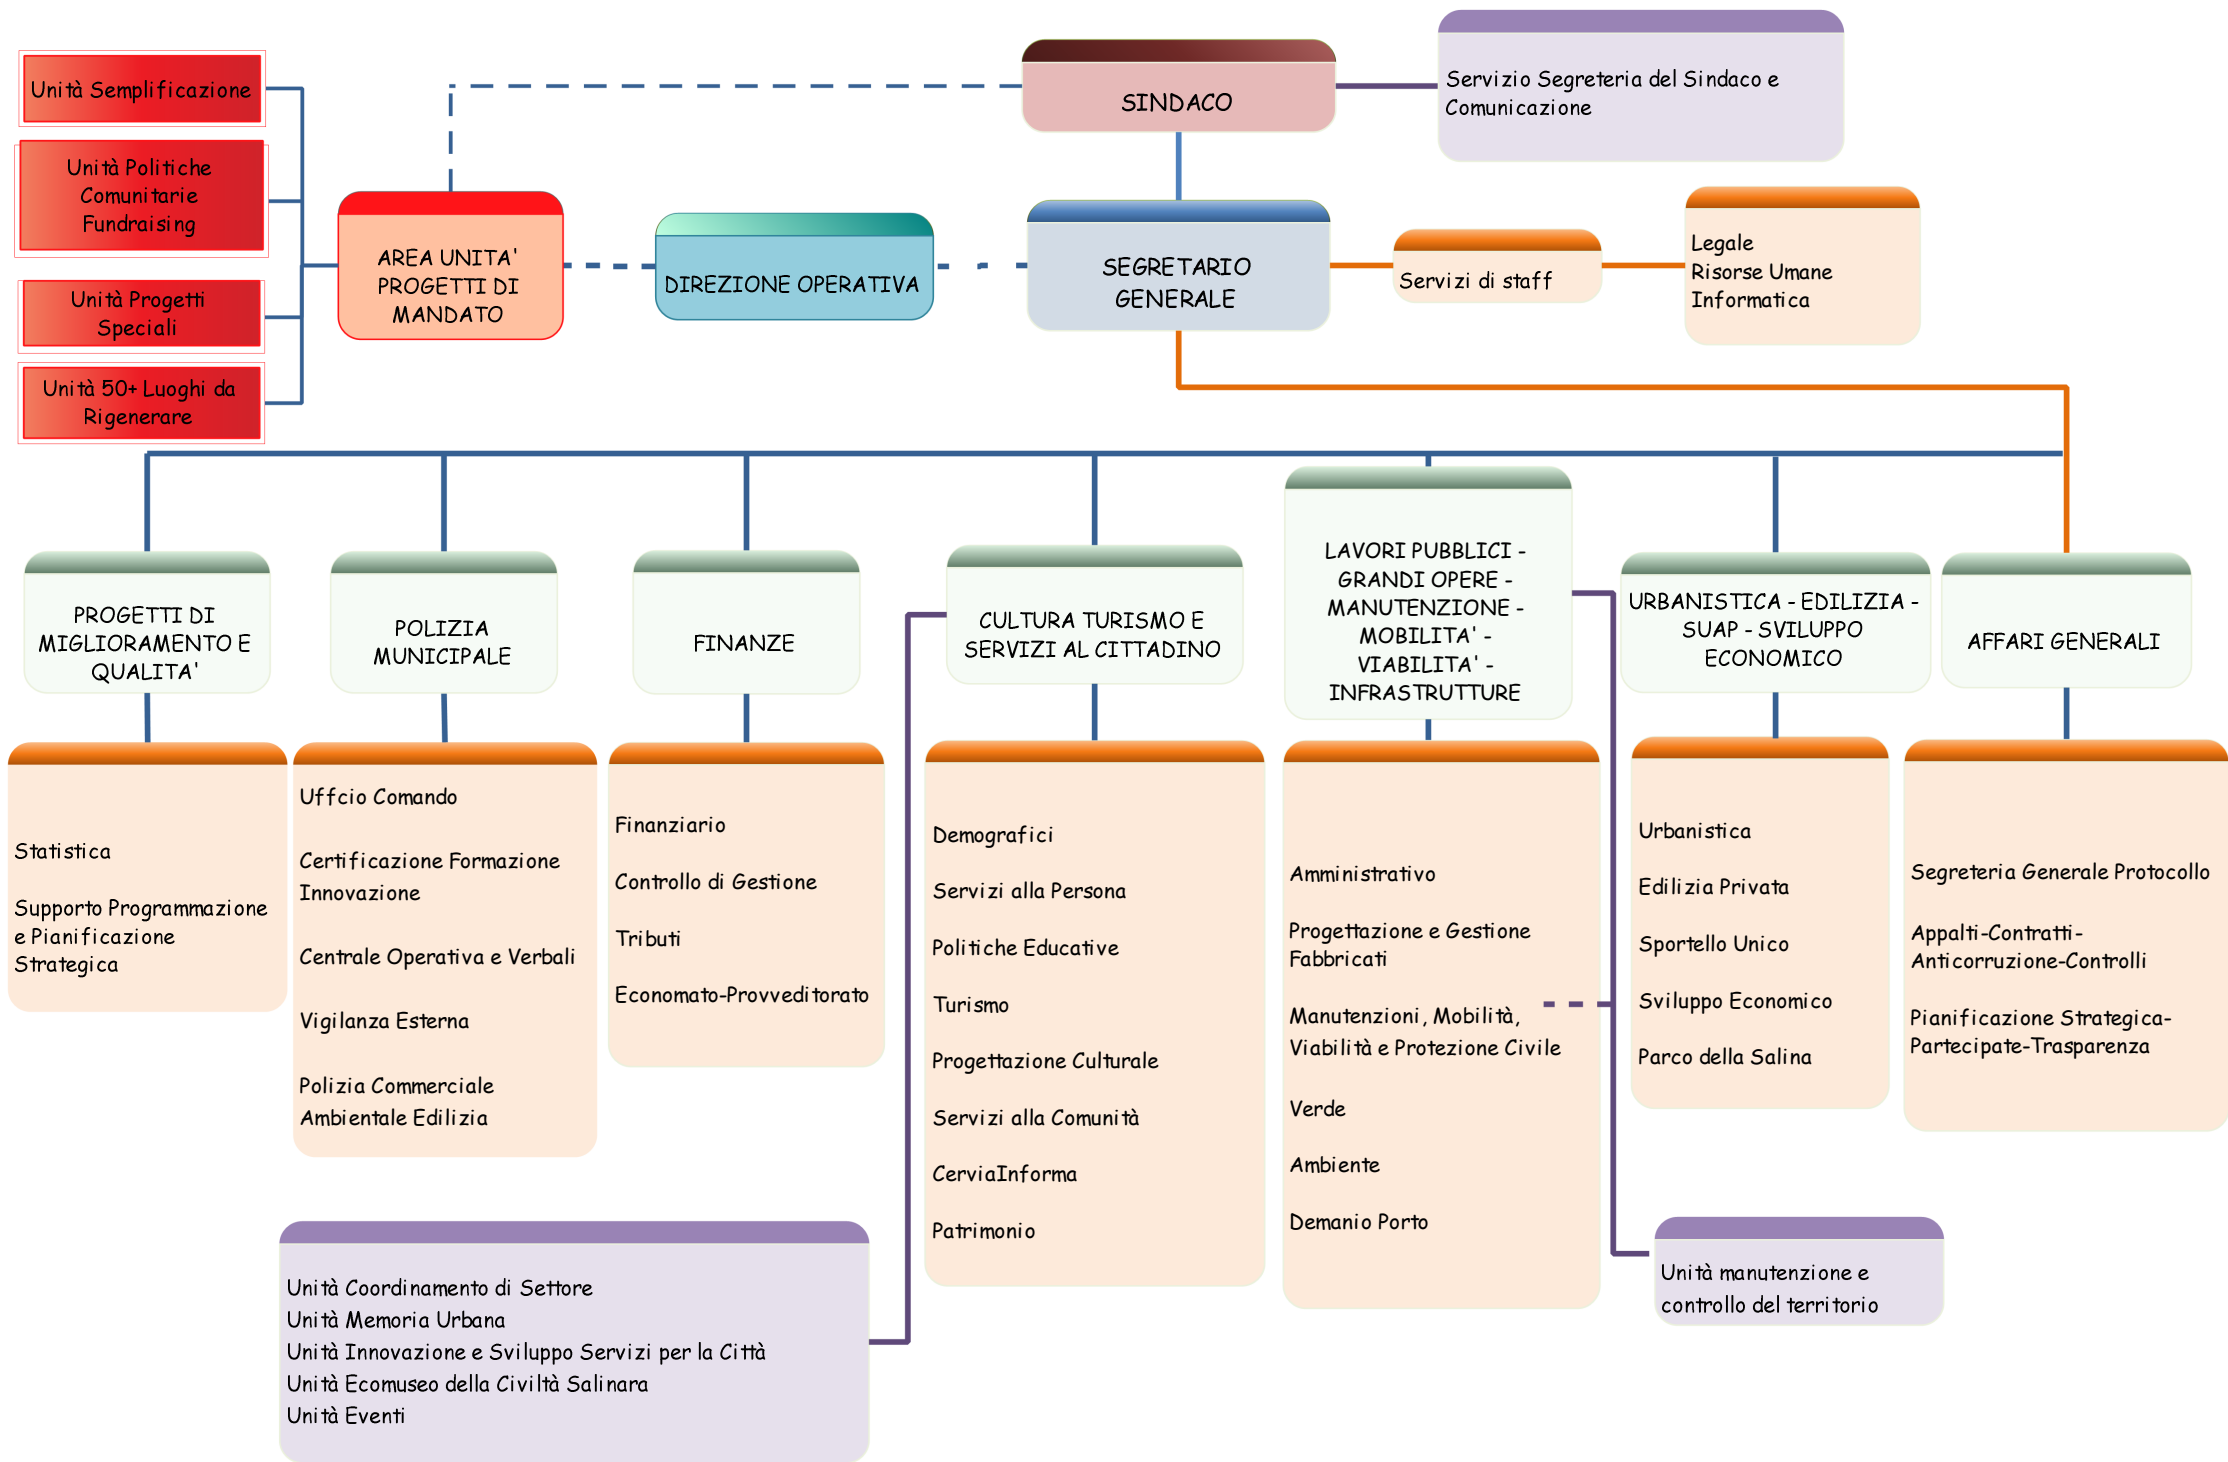 SINDACO
Servizio Segreteria del Sindaco e
Comunicazione
Unità Semplificazione
Unità Politiche
Comunitarie
Fundraising
Unità Progetti
Speciali
Unità 50+ Luoghi da
Rigenerare
AREA UNITA'
PROGETTI DI
MANDATO
DIREZIONE OPERATIVA
SEGRETARIO
GENERALE
Servizi di staff
Legale
Risorse Umane
Informatica
PROGETTI DI
MIGLIORAMENTO E
QUALITA'
POLIZIA
MUNICIPALE
FINANZE
CULTURA TURISMO E
SERVIZI AL CITTADINO
LAVORI PUBBLICI -
GRANDI OPERE -
MANUTENZIONE -
MOBILITA' -
VIABILITA' -
INFRASTRUTTURE
URBANISTICA - EDILIZIA -
SUAP - SVILUPPO
ECONOMICO
AFFARI GENERALI
Statistica
Supporto Programmazione
e Pianificazione
Strategica
Uffcio Comando
Certificazione Formazione
Innovazione
Centrale Operativa e Verbali
Vigilanza Esterna
Polizia Commerciale
Ambientale Edilizia
Finanziario
Controllo di Gestione
Tributi
Economato-Provveditorato
Demografici
Servizi alla Persona
Politiche Educative
Turismo
Progettazione Culturale
Servizi alla Comunità
CerviaInforma
Patrimonio
Amministrativo
Progettazione e Gestione
Fabbricati
Manutenzioni, Mobilità,
Viabilità e Protezione Civile
Verde
Ambiente
Demanio Porto
Urbanistica
Edilizia Privata
Sportello Unico
Sviluppo Economico
Parco della Salina
Segreteria Generale Protocollo
Appalti-Contratti-
Anticorruzione-Controlli
Pianificazione Strategica-
Partecipate-Trasparenza
Unità Coordinamento di Settore
Unità Memoria Urbana
Unità Innovazione e Sviluppo Servizi per la Città
Unità Ecomuseo della Civiltà Salinara
Unità Eventi
Unità manutenzione e
controllo del territorio